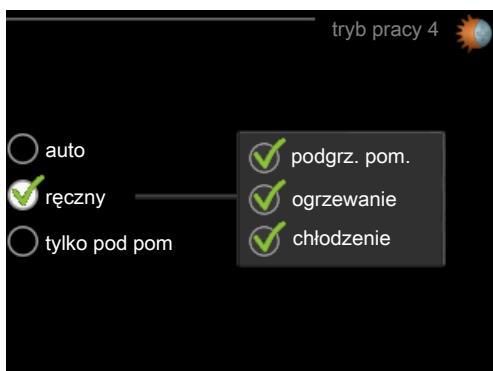 tryb pracy 4
auto
ręczny
tylko pod pom
podgrz. pom.
ogrzewanie
chłodzenie